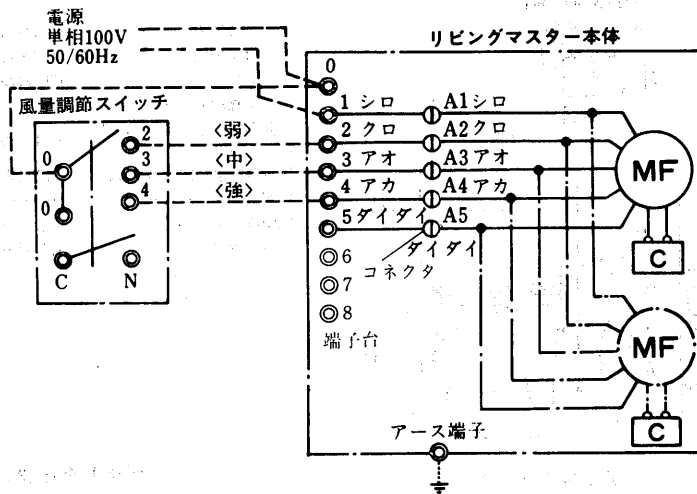 電源
単相100V
50/60Hz
リビングマスター本体
風量調節スイッチ
0
1 シロ
A1シロ
2
〈弱〉
2 クロ
A2クロ
0
3
〈中〉
3 アオ
A3アオ
MF
4
〈強〉
4 アカ
A4アカ
0
5ダイダイ
A5
ダイダイ
C
N
6
コネクタ
C
7
8
端子台
MF
アース端子
C